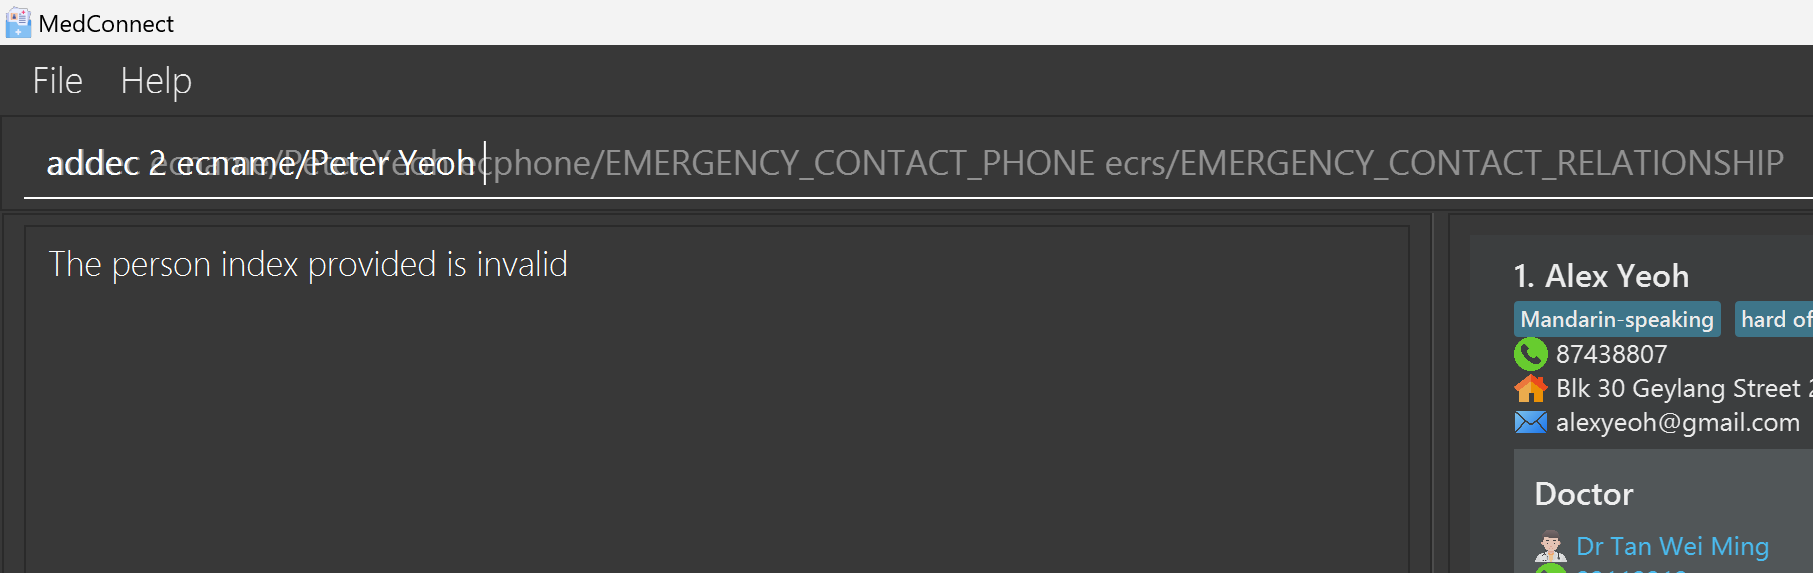 MedConnect
File Help
addec 2 ecname/Peter Yeoh ecphone/EMERGENCY_CONTACT_PHONE ecrs/EMERGENCY_CONTACT_RELATIONSHIP
The person index provided is invalid
1. Alex Yeoh
Mandarin-speaking hard of
87438807
Blk 30 Geylang Street 2
alexyeoh@gmail.com
Doctor
Dr Tan Wei Ming